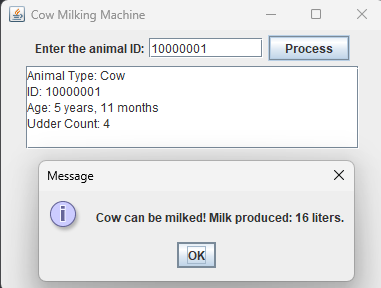 Cow Milking Machine
Enter the animal ID: 10000001 Process
Animal Type: Cow
ID: 10000001
Age: 5 years, 11 months
Udder Count: 4
Message
Cow can be milked! Milk produced: 16 liters.
OK